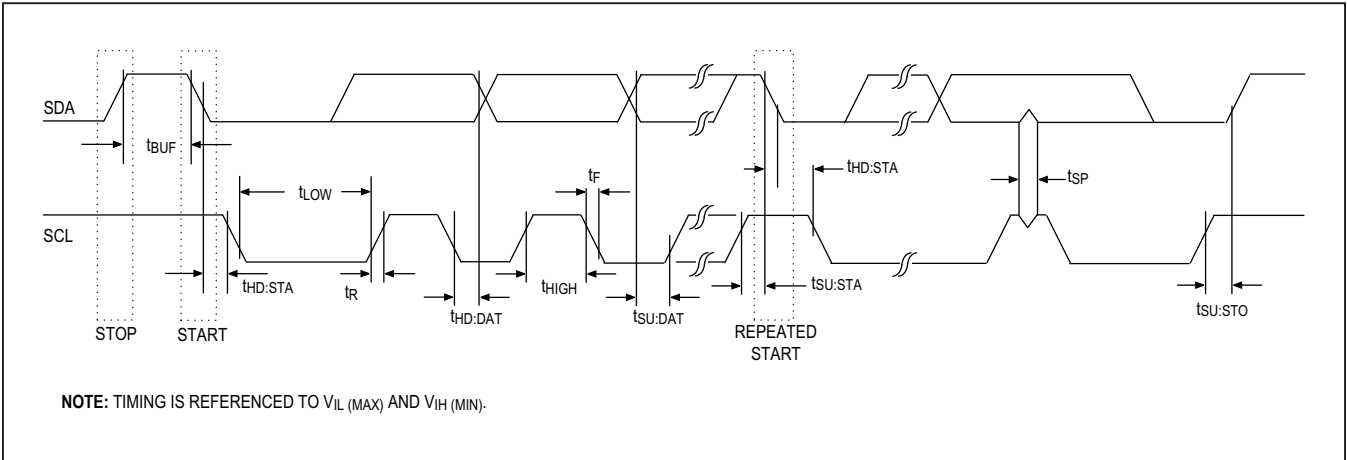 SDA
tBUF
tLOW
tF
tHD:STA
tSP
SCL
tHD:STA
tR
tHD:DAT
tHIGH
tSU:DAT
tSU:STA
tSU:STO
STOP
START
REPEATED
START
NOTE: TIMING IS REFERENCED TO VIL (MAX) AND VIH (MIN).